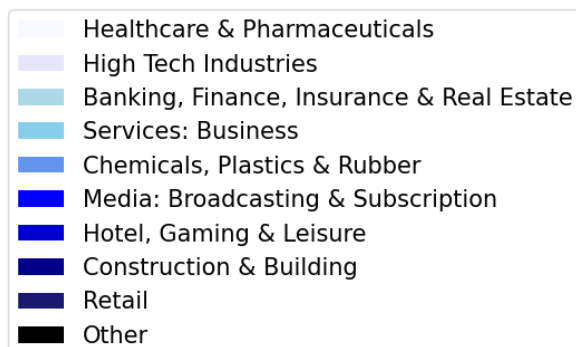 Healthcare & Pharmaceuticals
High Tech Industries
Banking, Finance, Insurance & Real Estate
Services: Business
Chemicals, Plastics & Rubber
Media: Broadcasting & Subscription
Hotel, Gaming & Leisure
Construction & Building
Retail
Other